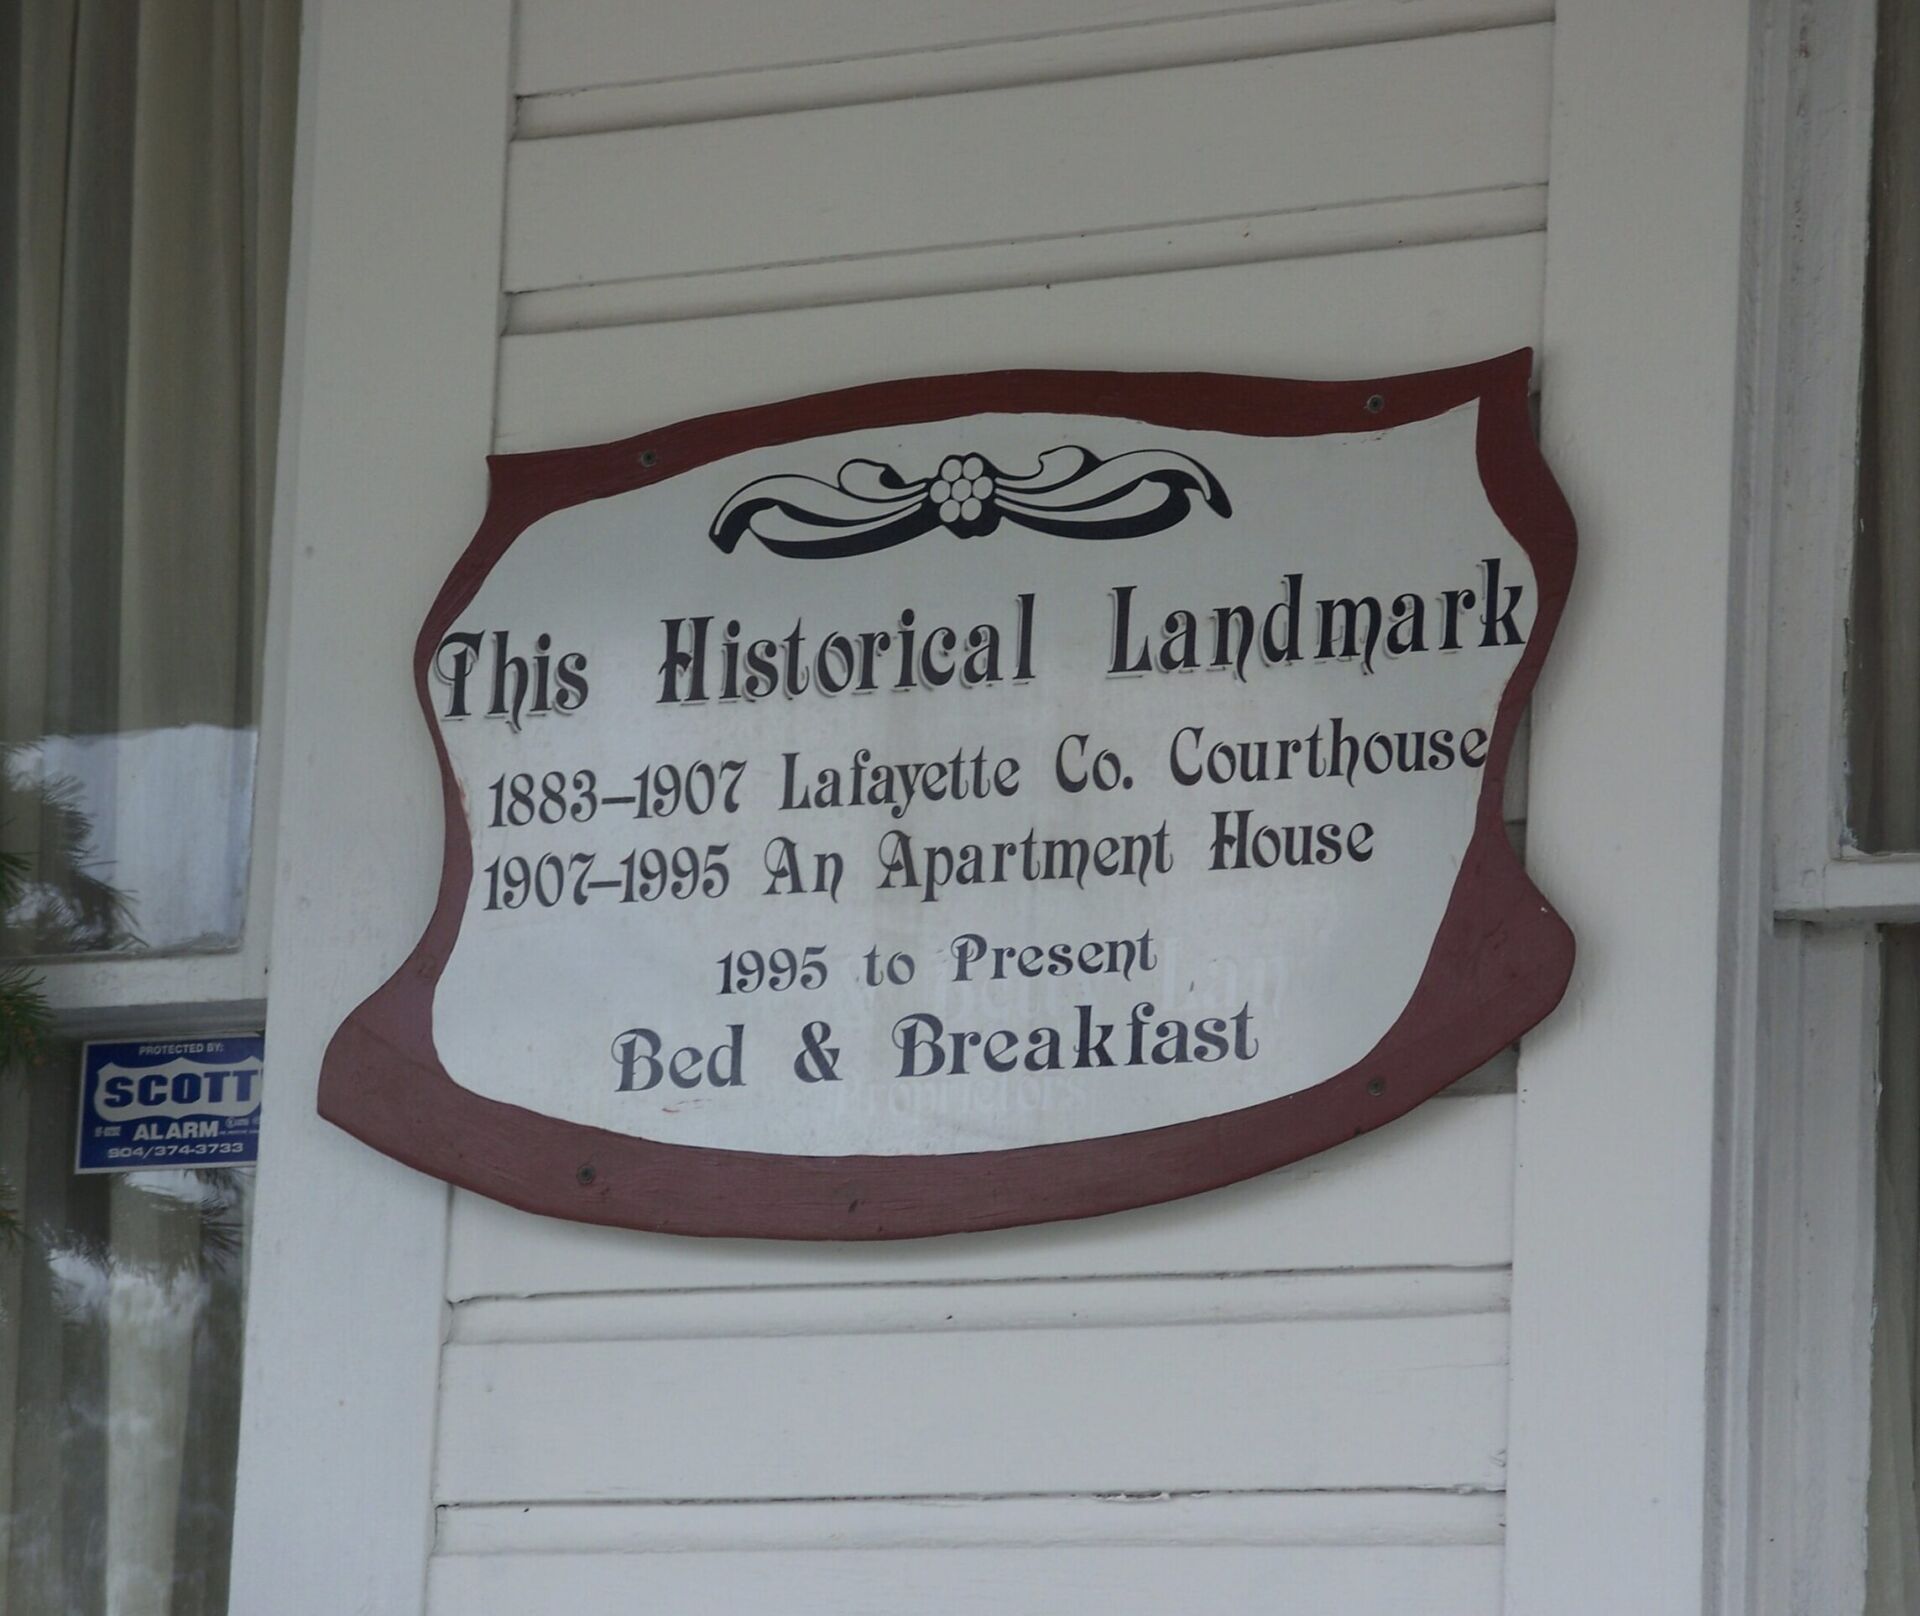 This Historical Landmark
1883–1907 Lafayette Co. Courthouse
1907–1995 An Apartment House
1995 to Present
Bed & Breakfast
Proprietors
PROTECTED BY:
SCOTT
ALARM
904/374-3733